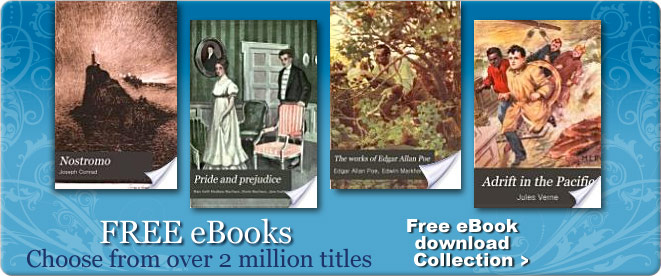 Nostromo
Joseph Conrad
Pride and prejudice
The works of Edgar Allan Poe
Edgar Allan Poe, Edwin Markham
Adrift in the Pacific
Jules Verne
FREE eBooks
Choose from over 2 million titles
Free eBook
download
Collection >